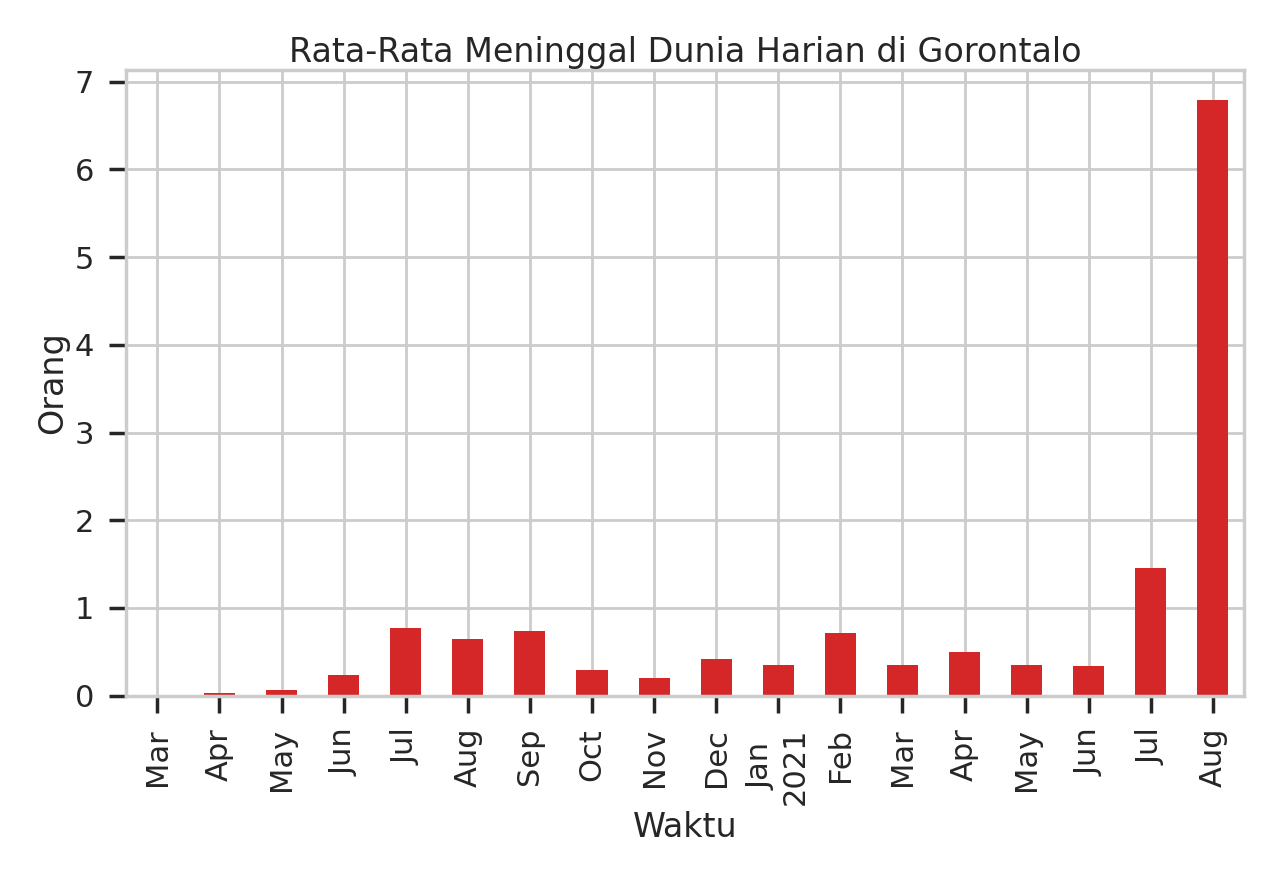 Rata-Rata Meninggal Dunia Harian di Gorontalo
7
6
5
4
3
2
1
0
Orang
Mar
Apr
May
Jun
Jul
Aug
Sep
Oct
Nov
Dec
Jan
2021
Feb
Mar
Apr
May
Jun
Jul
Aug
Waktu